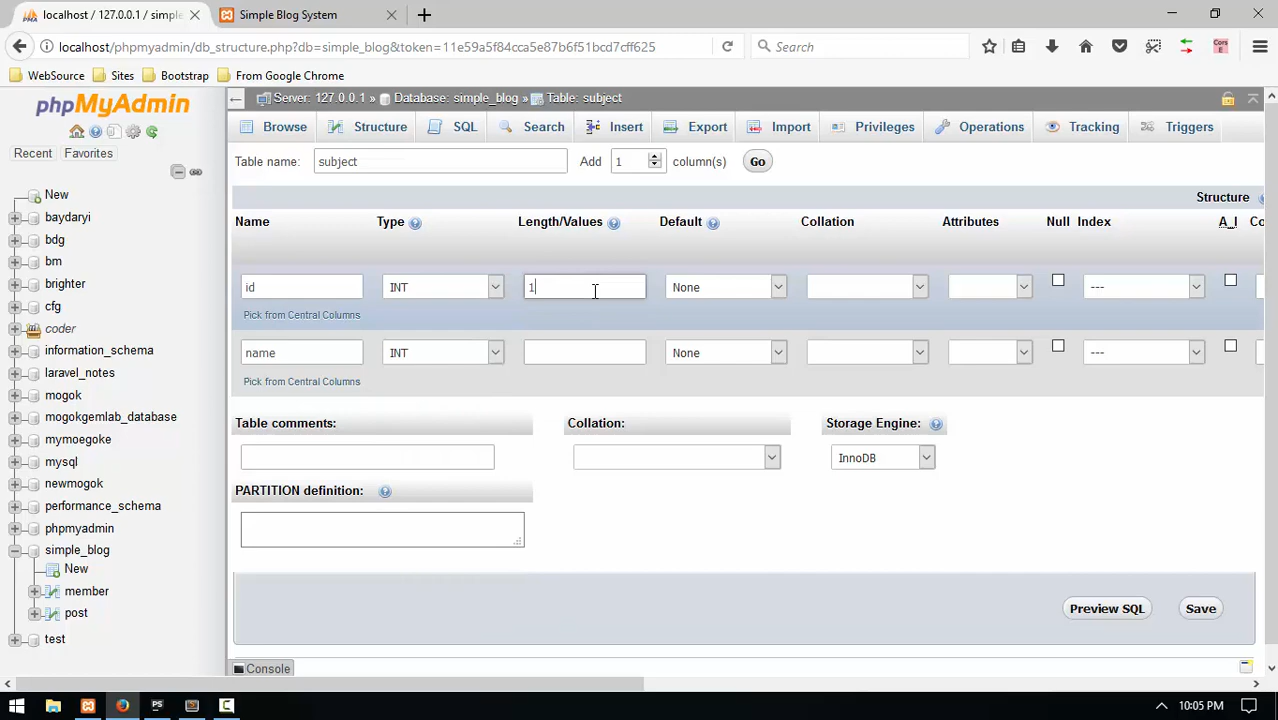 localhost / 127.0.0.1 / simple
Simple Blog System
localhost/phpmyadmin/db_structure.php?db=simple_blog&token=11e59a5f84cca5e87b6f51bcd7cff625
Search
WebSource
Sites
Bootstrap
From Google Chrome
phpMyAdmin
Recent
Favorites
New
baydaryi
bdg
bm
brighter
cfg
coder
information_schema
laravel_notes
mogok
mogokgemlab_database
mymoegoke
mysql
newmogok
performance_schema
phpmyadmin
simple_blog
New
member
post
test
Server: 127.0.0.1 » Database: simple_blog » Table: subject
Browse
Structure
SQL
Search
Insert
Export
Import
Privileges
Operations
Tracking
Triggers
Table name: subject Add 1 column(s) Go
Structure
Name Type Length/Values Default Collation Attributes Null Index A_I Co
id INT 1 None ---
Pick from Central Columns
name INT None ---
Pick from Central Columns
Table comments: Collation: Storage Engine:
InnoDB
PARTITION definition:
Preview SQL Save
Console
10:05 PM